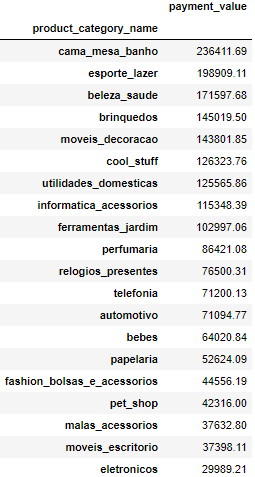 payment_value
product_category_name
cama_mesa_banho 236411.69
esporte_lazer 198909.11
beleza_saude 171597.68
brinquedos 145019.50
moveis_decoracao 143801.85
cool_stuff 126323.76
utilidades_domesticas 125565.86
informatica_acessorios 115348.39
ferramentas_jardim 102997.06
perfumaria 86421.08
relogios_presentes 76500.31
telefonia 71200.13
automotivo 71094.77
bebes 64020.84
papelaria 52624.09
fashion_bolsas_e_acessorios 44556.19
pet_shop 42316.00
malas_acessorios 37632.80
moveis_escritorio 37398.11
eletronicos 29989.21